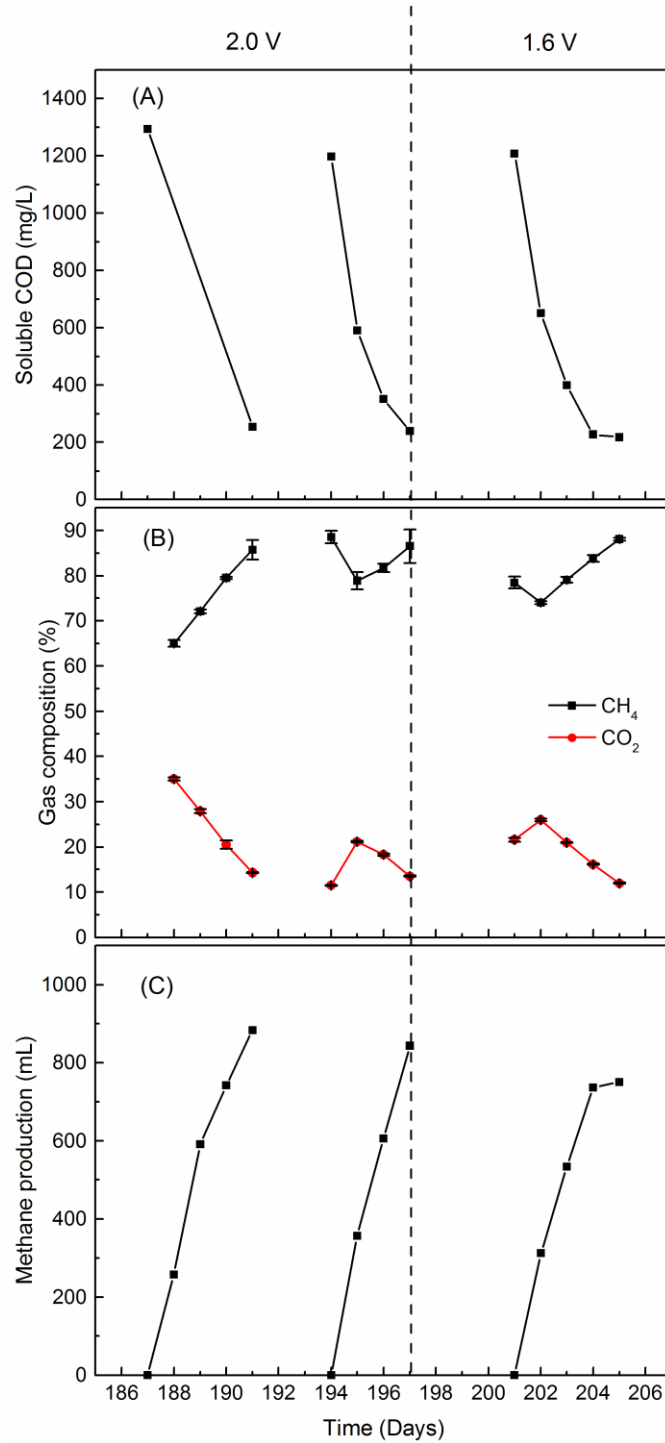 2.0 V 1.6 V
(A)
Soluble COD (mg/L)
1400
1200
1000
800
600
400
200
0
(B)
Gas composition (%)
90
80
70
60
50
40
30
20
10
0
CH₄
CO₂
(C)
Methane production (mL)
1000
800
600
400
200
0
186 188 190 192 194 196 198 200 202 204 206
Time (Days)